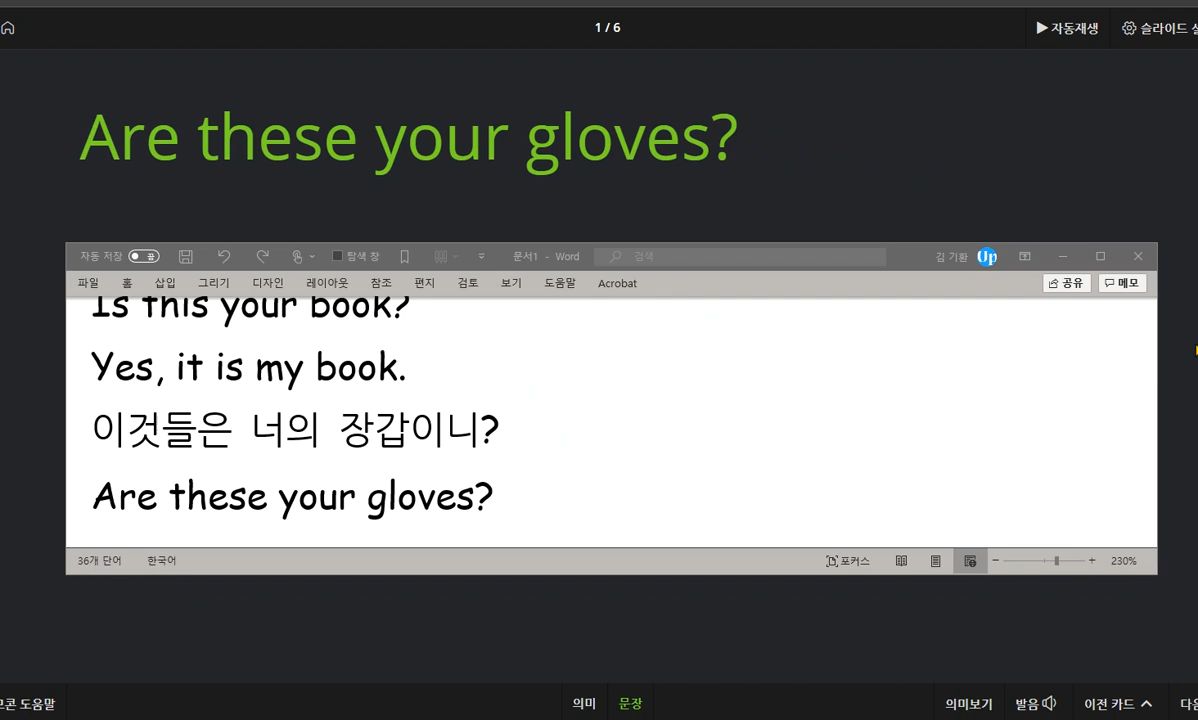 1 / 6
▶ 자동재생
슬라이드
Are these your gloves?
자동 저장
탐색 창
문서1 - Word
검색
김 기환
Up
파일 홈 삽입 그리기 디자인 레이아웃 참조 편지 검토 보기 도움말 Acrobat
공유
메모
Is this your book?
Yes, it is my book.
이것들은 너의 장갑이니?
Are these your gloves?
36개 단어
한국어
포커스
230%
도움말
의미
문장
의미보기
발음
이전 카드